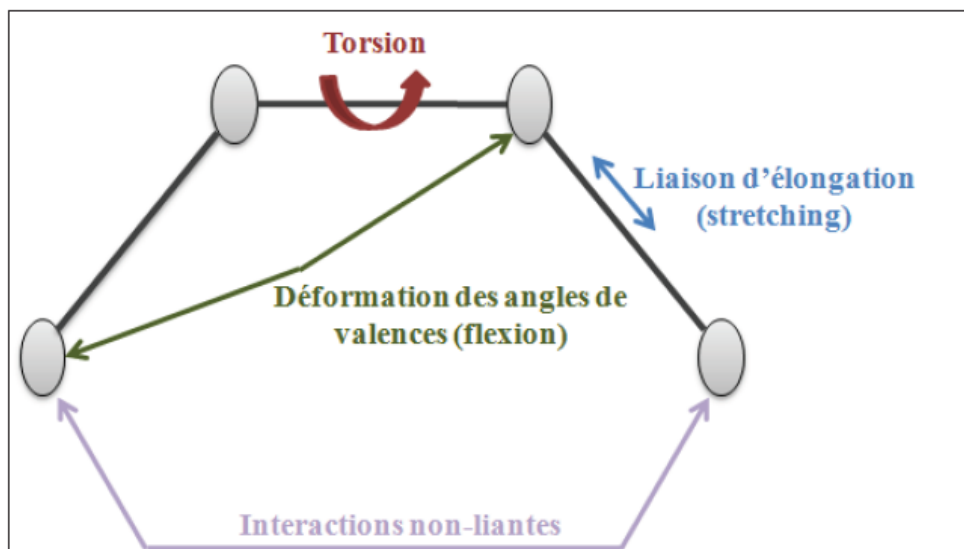 Torsion
Liaison d'élongation
(stretching)
Déformation des angles de
valences (flexion)
Interactions non-liantes